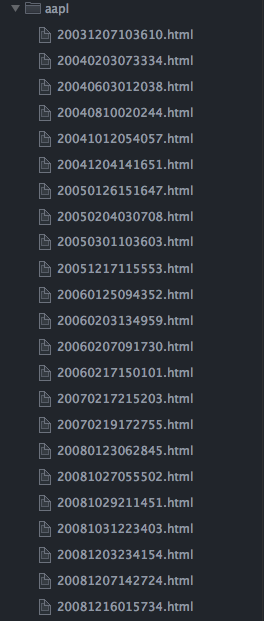 aapl
20031207103610.html
20040203073334.html
20040603012038.html
20040810020244.html
20041012054057.html
20041204141651.html
20050126151647.html
20050204030708.html
20050301103603.html
20051217115553.html
20060125094352.html
20060203134959.html
20060207091730.html
20060217150101.html
20070217215203.html
20070219172755.html
20080123062845.html
20081027055502.html
20081029211451.html
20081031223403.html
20081203234154.html
20081207142724.html
20081216015734.html